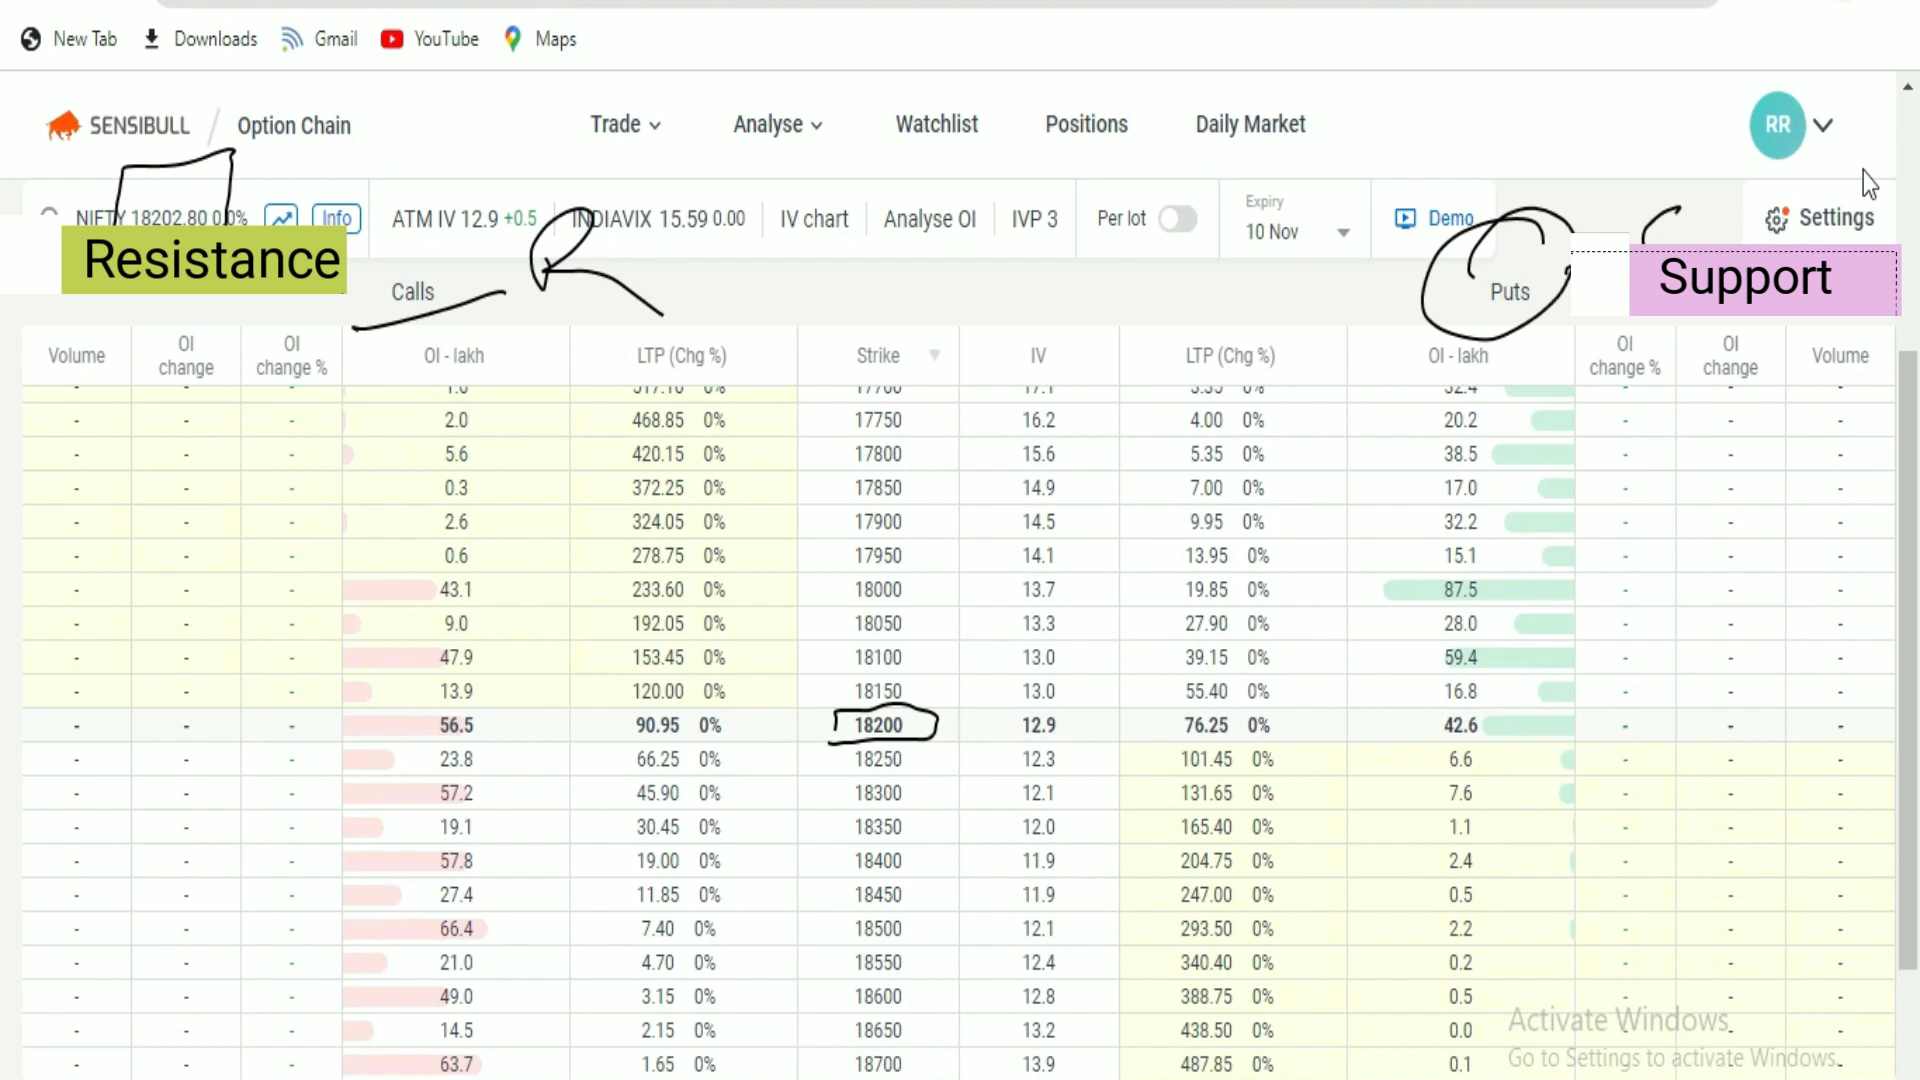 New Tab Downloads Gmail YouTube Maps
SENSIBULL / Option Chain Trade Analyse Watchlist Positions Daily Market RR
NIFTY 18202.80 0.0% Info ATM IV 12.9 +0.5 INDIAVIX 15.59 0.00 IV chart Analyse OI IVP 3 Per lot Expiry 10 Nov Demo Settings
Resistance R Support
Calls Puts
Volume OI change OI change % OI - lakh LTP (Chg %) Strike IV LTP (Chg %) OI - lakh OI change % OI change Volume
- - - 1.0 517.10 0% 17700 17.1 3.35 0% 32.4 - - -
- - - 2.0 468.85 0% 17750 16.2 4.00 0% 20.2 - - -
- - - 5.6 420.15 0% 17800 15.6 5.35 0% 38.5 - - -
- - - 0.3 372.25 0% 17850 14.9 7.00 0% 17.0 - - -
- - - 2.6 324.05 0% 17900 14.5 9.95 0% 32.2 - - -
- - - 0.6 278.75 0% 17950 14.1 13.95 0% 15.1 - - -
- - - 43.1 233.60 0% 18000 13.7 19.85 0% 87.5 - - -
- - - 9.0 192.05 0% 18050 13.3 27.90 0% 28.0 - - -
- - - 47.9 153.45 0% 18100 13.0 39.15 0% 59.4 - - -
- - - 13.9 120.00 0% 18150 13.0 55.40 0% 16.8 - - -
- - - 56.5 90.95 0% 18200 12.9 76.25 0% 42.6 - - -
- - - 23.8 66.25 0% 18250 12.3 101.45 0% 6.6 - - -
- - - 57.2 45.90 0% 18300 12.1 131.65 0% 7.6 - - -
- - - 19.1 30.45 0% 18350 12.0 165.40 0% 1.1 - - -
- - - 57.8 19.00 0% 18400 11.9 204.75 0% 2.4 - - -
- - - 27.4 11.85 0% 18450 11.9 247.00 0% 0.5 - - -
- - - 66.4 7.40 0% 18500 12.1 293.50 0% 2.2 - - -
- - - 21.0 4.70 0% 18550 12.4 340.40 0% 0.2 - - -
- - - 49.0 3.15 0% 18600 12.8 388.75 0% 0.5 - - -
- - - 14.5 2.15 0% 18650 13.2 438.50 0% 0.0 - - -
- - - 63.7 1.65 0% 18700 13.9 487.85 0% 0.1 - - -
Activate Windows
Go to Settings to activate Windows.